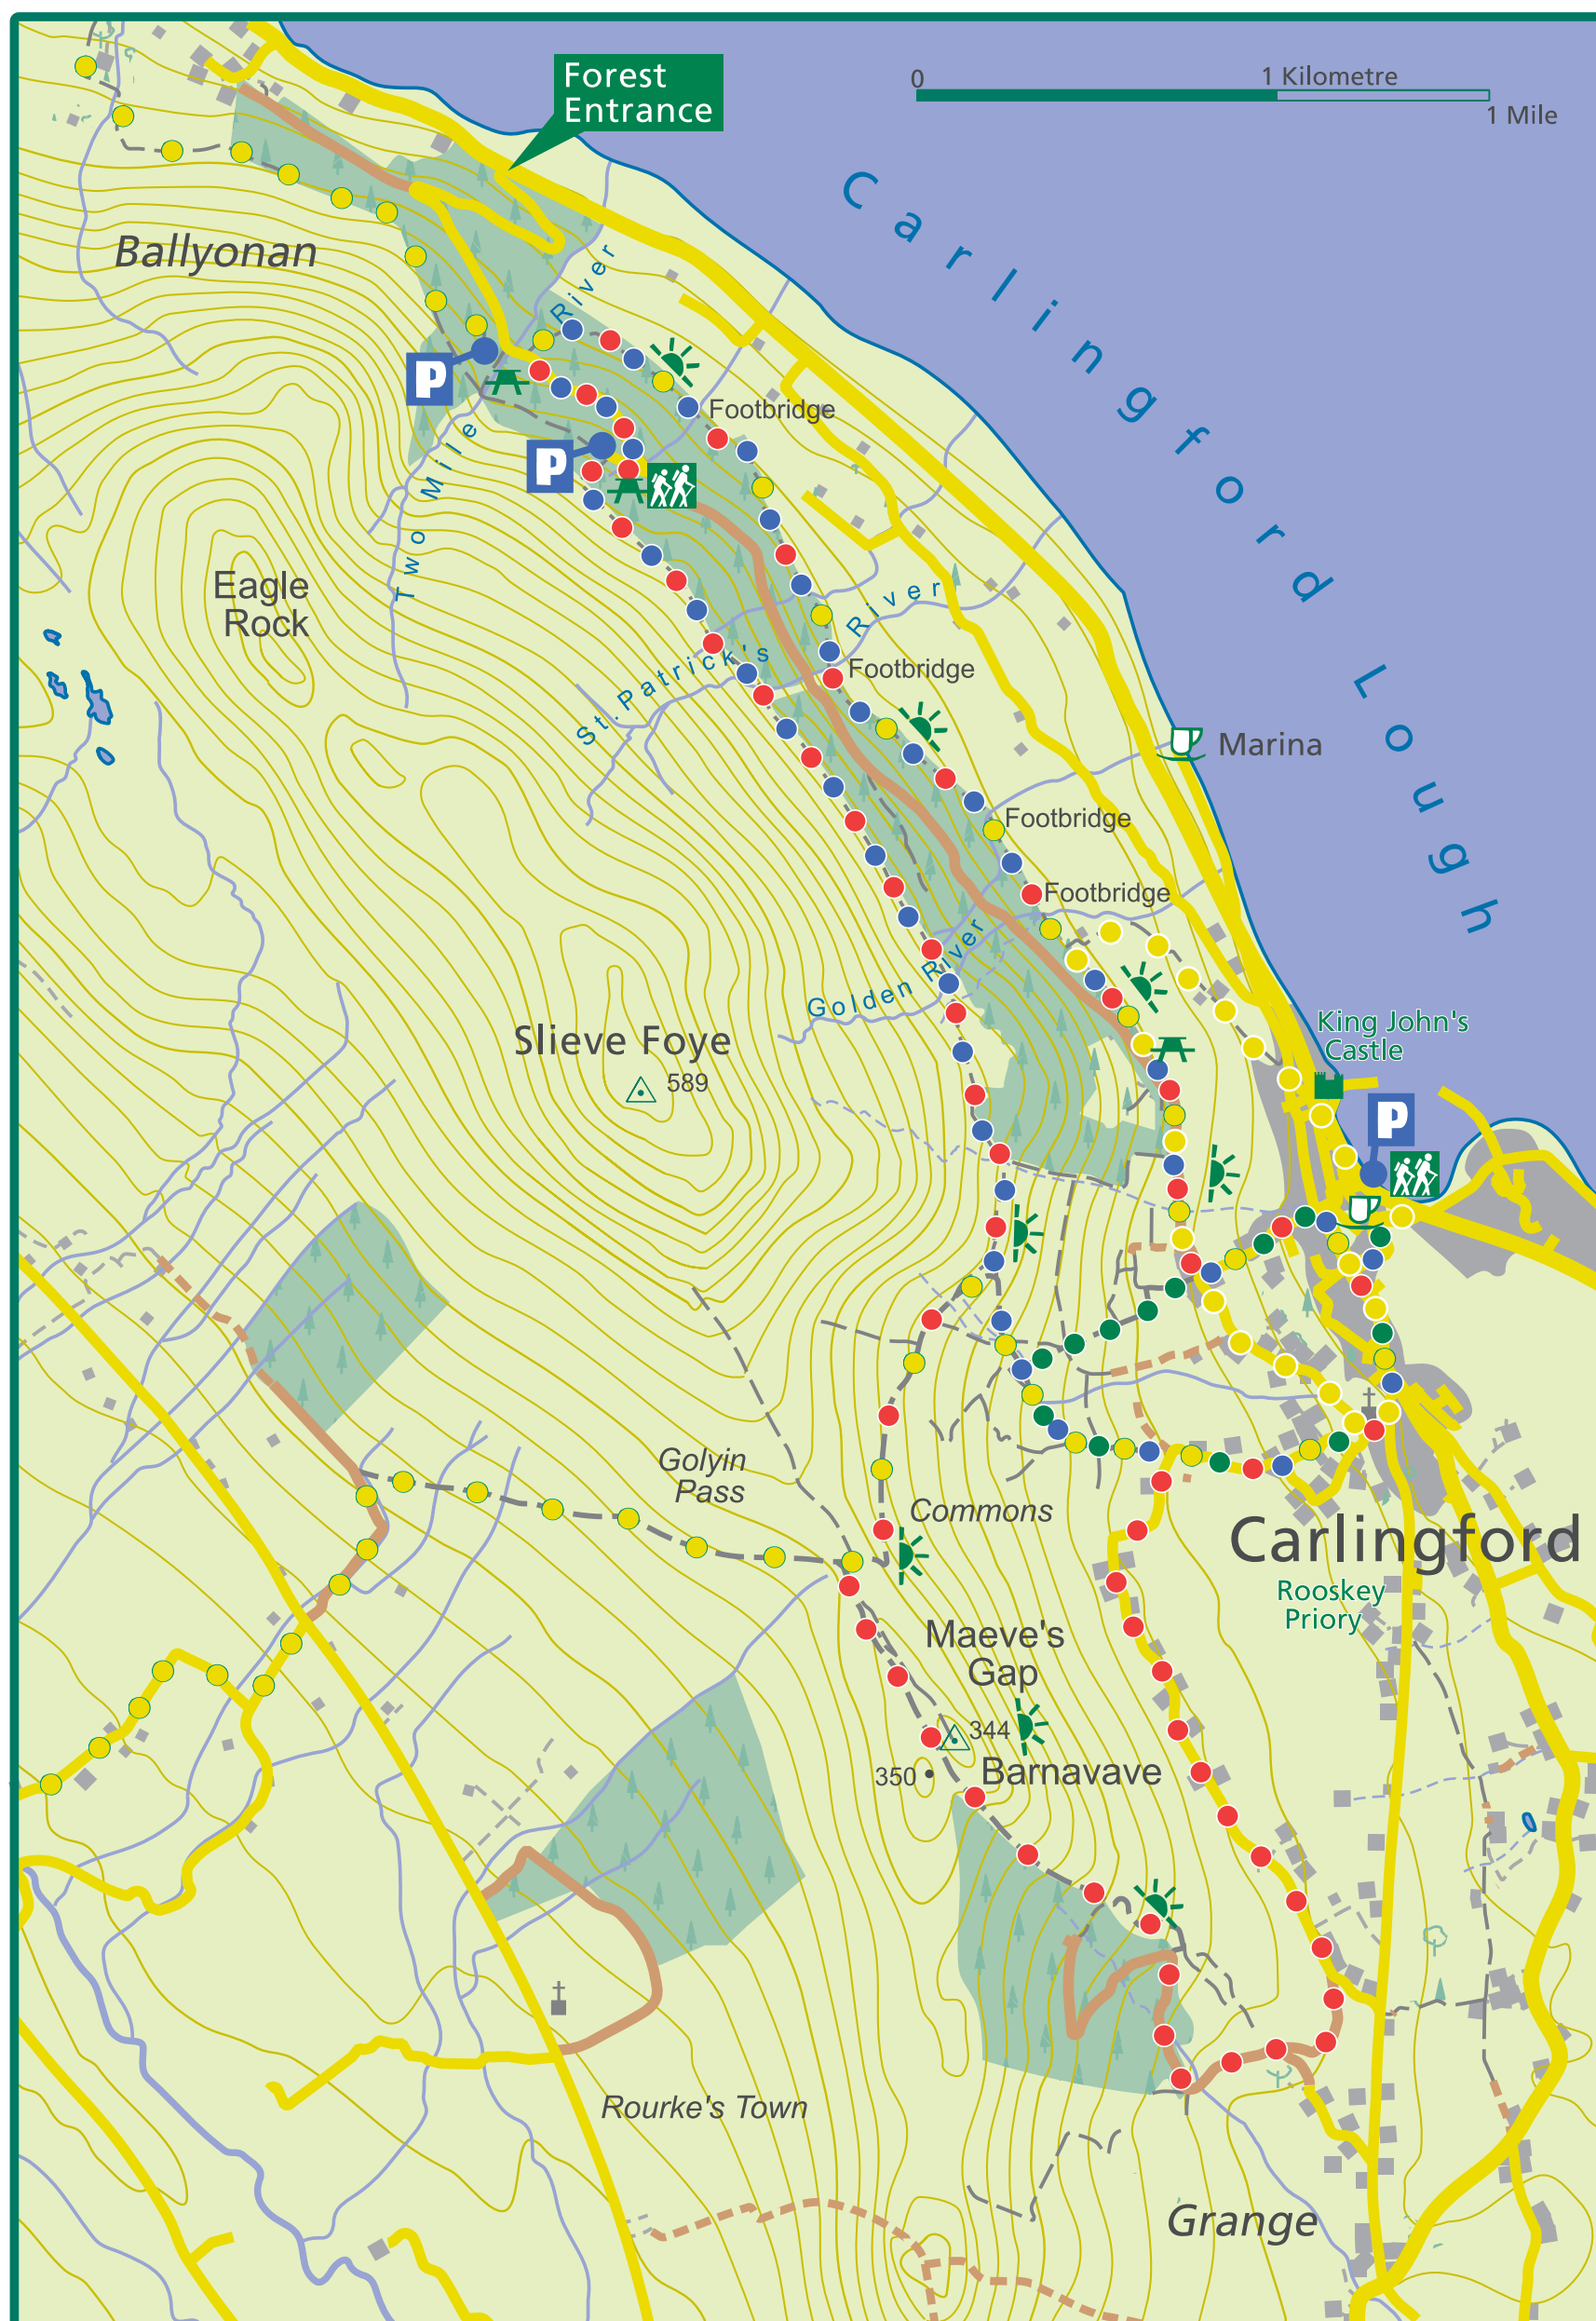 Forest
Entrance
0
1 Kilometre
1 Mile
Carlingford Lough
Ballyonan
River
P
Footbridge
Two Mile
P
Eagle
Rock
River
St. Patrick's
Footbridge
Marina
Footbridge
Footbridge
Golden River
Slieve Foye
589
King John's
Castle
P
Golyin
Pass
Commons
Carlingford
Rooskey
Priory
Maeve's
Gap
344
350
Barnavave
Rourke's Town
Grange